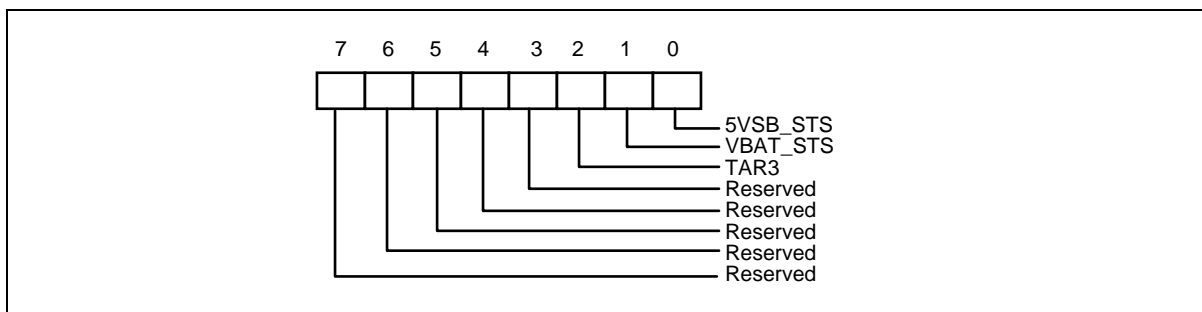 7 6 5 4 3 2 1 0
5VSB_STS
VBAT_STS
TAR3
Reserved
Reserved
Reserved
Reserved
Reserved